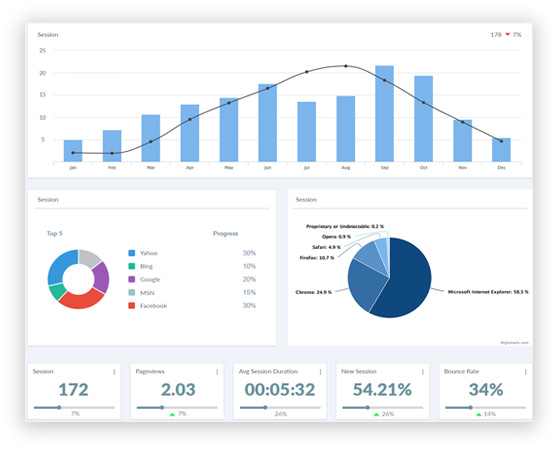 Session
176 ▼ 7%
25
20
15
10
5
Jan Feb Mar Apr May Jun Jul Aug Sep Oct Nov Dec
Session
Top 5 Progress
Yahoo 30%
Bing 10%
Google 20%
MSN 15%
Facebook 30%
Session
Proprietary or Undetectable: 0.2 %
Opera: 0.9 %
Safari: 4.9 %
Firefox: 10.7 %
Chrome: 24.9 %
Microsoft Internet Explorer: 58.3 %
Highcharts.com
Session Pageviews Avg Session Duration New Session Bounce Rate
172 2.03 00:05:32 54.21% 34%
7% 7% 26% 26% 14%